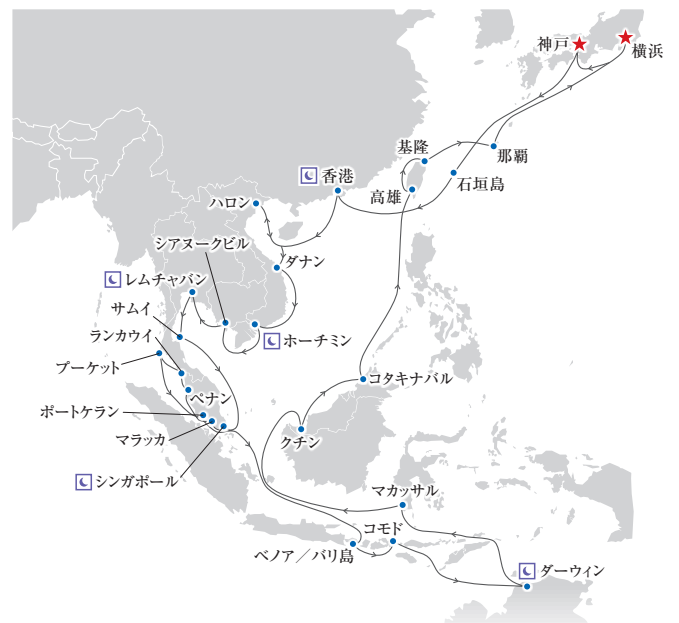 神戸
横浜
基隆
那覇
香港
石垣島
高雄
ハロン
シアヌークビル
ダナン
レムチャバン
サムイ
ランカウイ
ホーチミン
プーケット
ペナン
コタキナバル
ポートケラン
マラッカ
クチン
シンガポール
マカッサル
コモド
ベノア／バリ島
ダーウィン